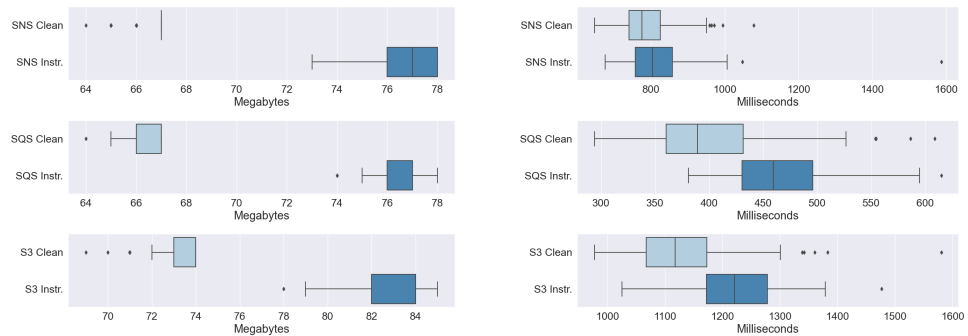 SNS Clean
SNS Instr.
64 66 68 70 72 74 76 78
Megabytes
SNS Clean
SNS Instr.
800 1000 1200 1400 1600
Milliseconds
SQS Clean
SQS Instr.
64 66 68 70 72 74 76 78
Megabytes
SQS Clean
SQS Instr.
300 350 400 450 500 550 600
Milliseconds
S3 Clean
S3 Instr.
70 72 74 76 78 80 82 84
Megabytes
S3 Clean
S3 Instr.
1000 1100 1200 1300 1400 1500 1600
Milliseconds